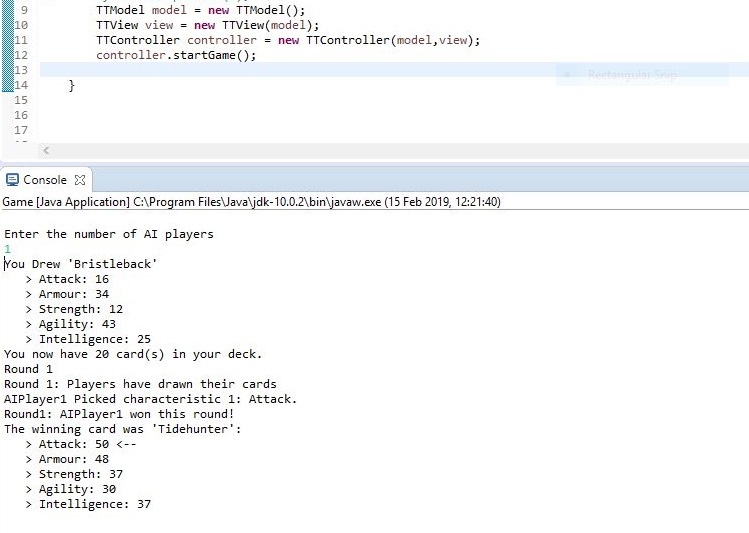 9 TTModel model = new TTModel();
10 TTView view = new TTView(model);
11 TTController controller = new TTController(model,view);
12 controller.startGame();
13
Rectangular Snip
14 }
15
16
17
Console
Game [Java Application] C:\Program Files\Java\jdk-10.0.2\bin\javaw.exe (15 Feb 2019, 12:21:40)
Enter the number of AI players
1
You Drew 'Bristleback'
> Attack: 16
> Armour: 34
> Strength: 12
> Agility: 43
> Intelligence: 25
You now have 20 card(s) in your deck.
Round 1
Round 1: Players have drawn their cards
AIPlayer1 Picked characteristic 1: Attack.
Round1: AIPlayer1 won this round!
The winning card was 'Tidehunter':
> Attack: 50 <--
> Armour: 48
> Strength: 37
> Agility: 30
> Intelligence: 37